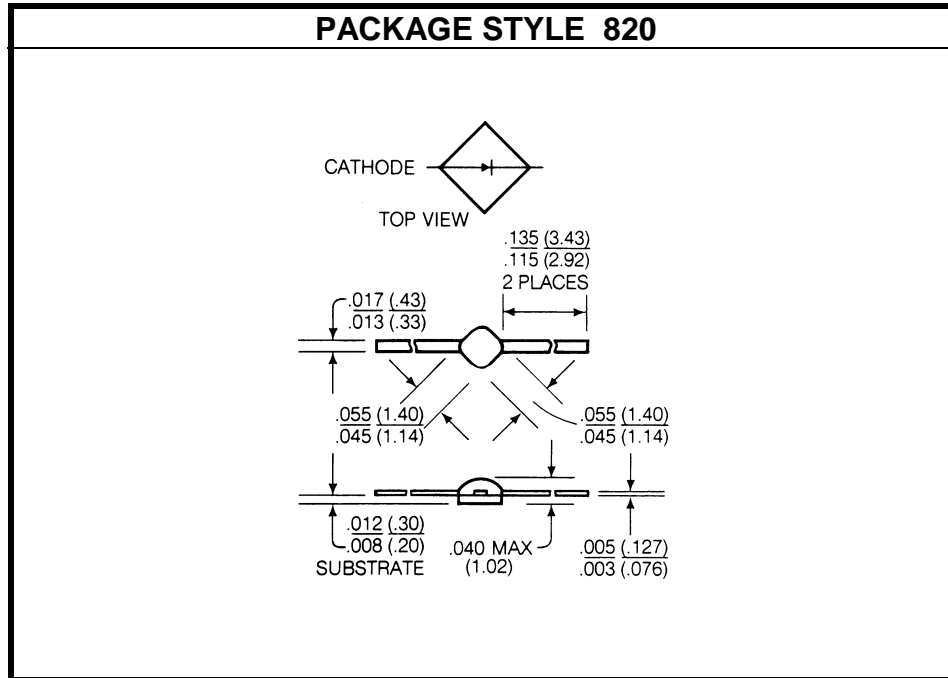 PACKAGE STYLE 820
CATHODE
TOP VIEW
.135 (3.43)
.115 (2.92)
2 PLACES
.017 (.43)
.013 (.33)
.055 (1.40)
.045 (1.14)
.055 (1.40)
.045 (1.14)
.012 (.30)
.008 (.20)
SUBSTRATE
.040 MAX
(1.02)
.005 (.127)
.003 (.076)